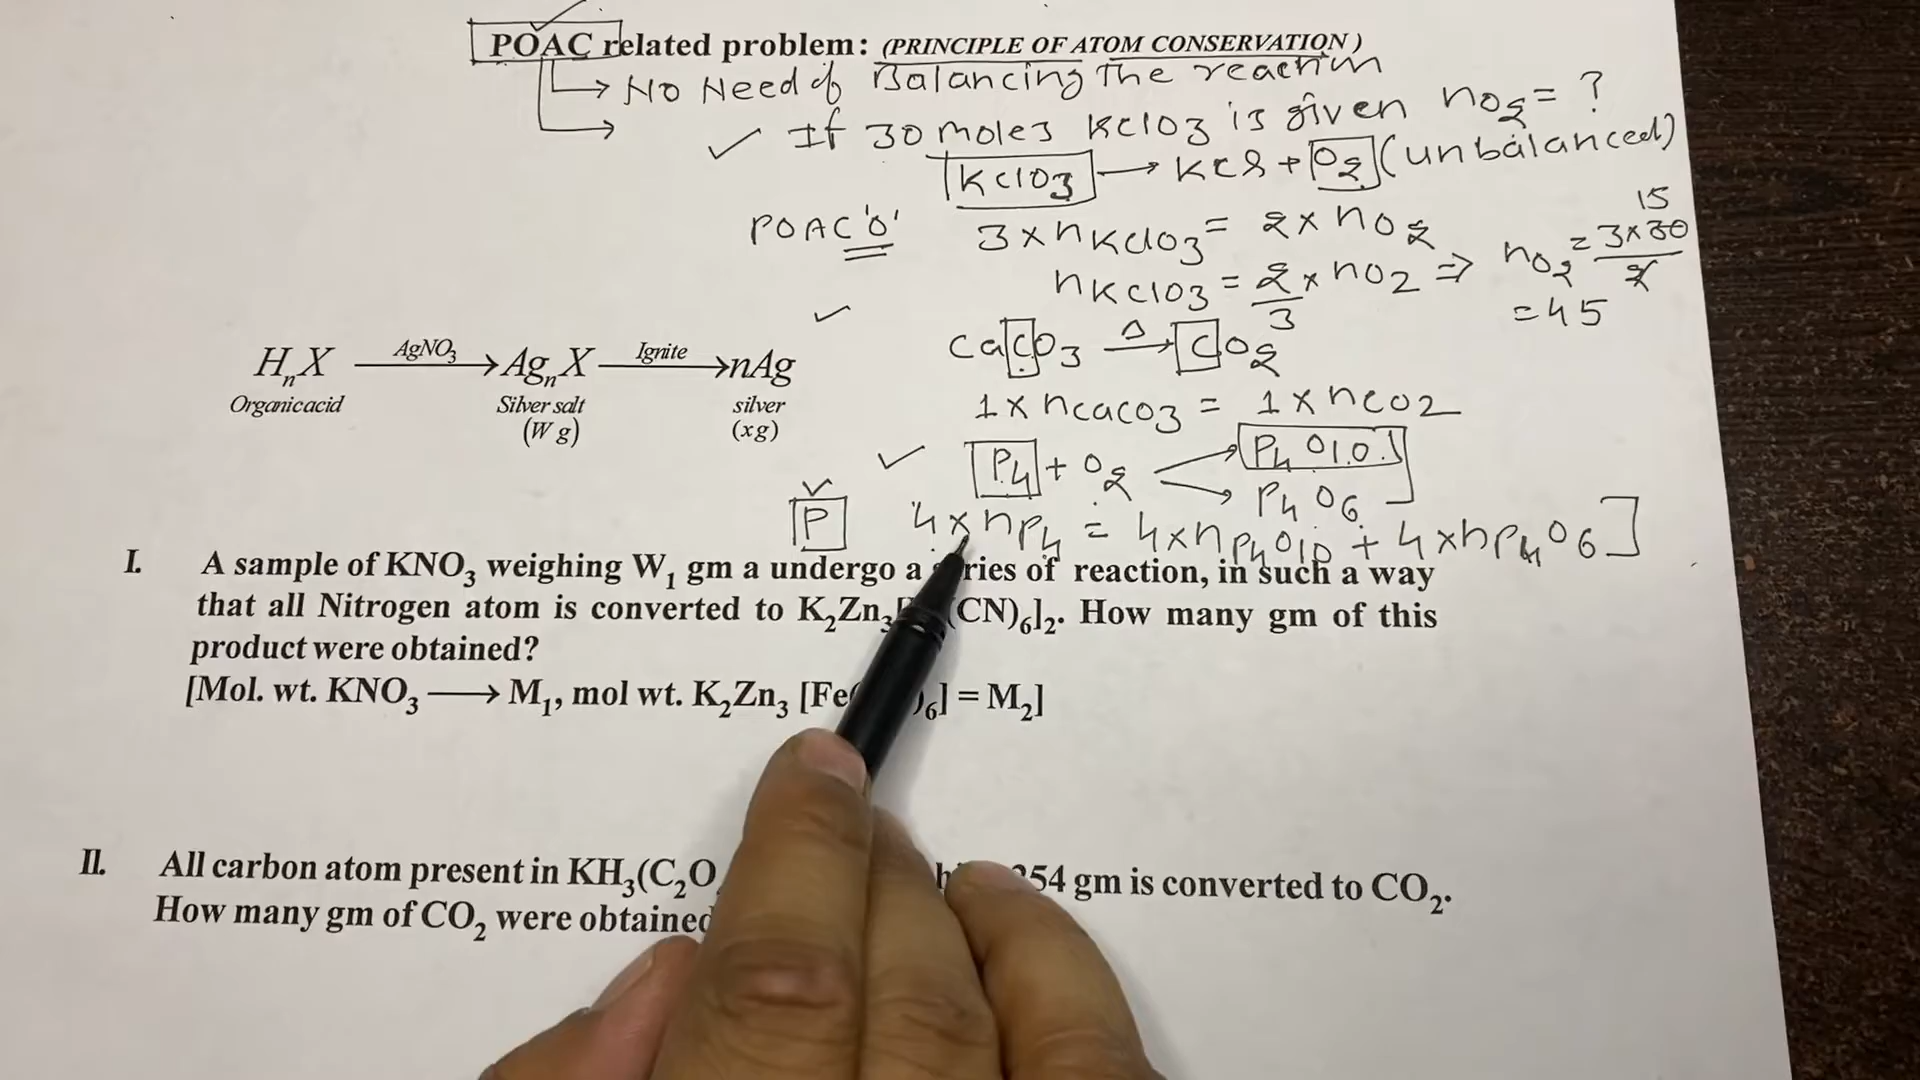 POAC related problem: (PRINCIPLE OF ATOM CONSERVATION)
→ No Need of Balancing the reaction
→
✓ If 30 moles KClO3 is given nO2 = ?
KClO3 → KCl + O2 (unbalanced)
POAC 'O' 3 × nKClO3 = 2 × nO2
nKClO3 = 2/3 × nO2 ⇒ nO2 = 3×30/2 15
= 45
✓ CaCO3 Δ→ CO2
1 × nCaCO3 = 1 × nCO2
HₙX AgNO₃→ AgₙX Ignite→ nAg
Organic acid Silver salt silver
(W g) (xg)
✓ P4 + O2 → P4O10
→ P4O6
✓ P 4 × nP4 = 4 × nP4O10 + 4 × nP4O6]
I. A sample of KNO₃ weighing W₁ gm a undergo a of reaction, in such a way
that all Nitrogen atom is converted to K₂Zn₃[ (CN)₆]₂. How many gm of this
product were obtained?
[Mol. wt. KNO₃ ⟶ M₁, mol wt. K₂Zn₃ [Fe( )₆] = M₂]
II. All carbon atom present in KH₃(C₂O 254 gm is converted to CO₂.
How many gm of CO₂ were obtained